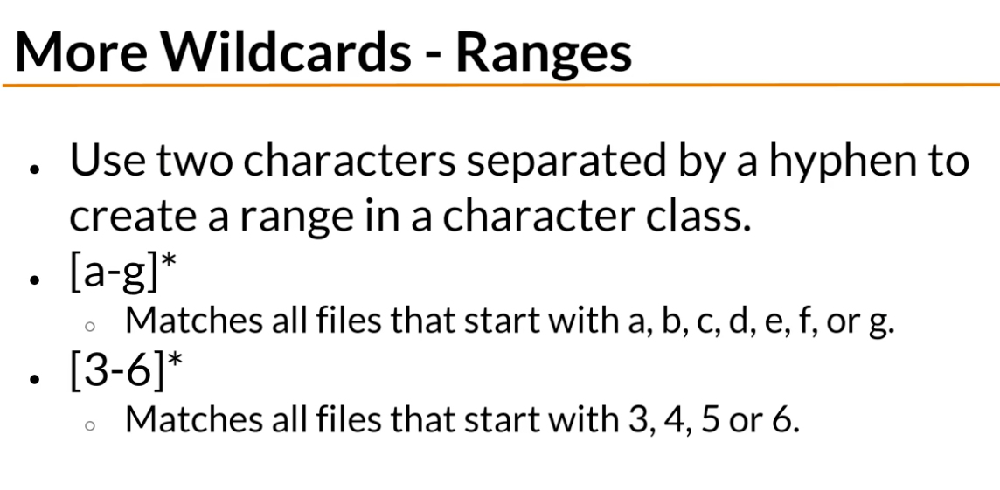 More Wildcards - Ranges
• Use two characters separated by a hyphen to
create a range in a character class.
• [a-g]*
○ Matches all files that start with a, b, c, d, e, f, or g.
• [3-6]*
○ Matches all files that start with 3, 4, 5 or 6.